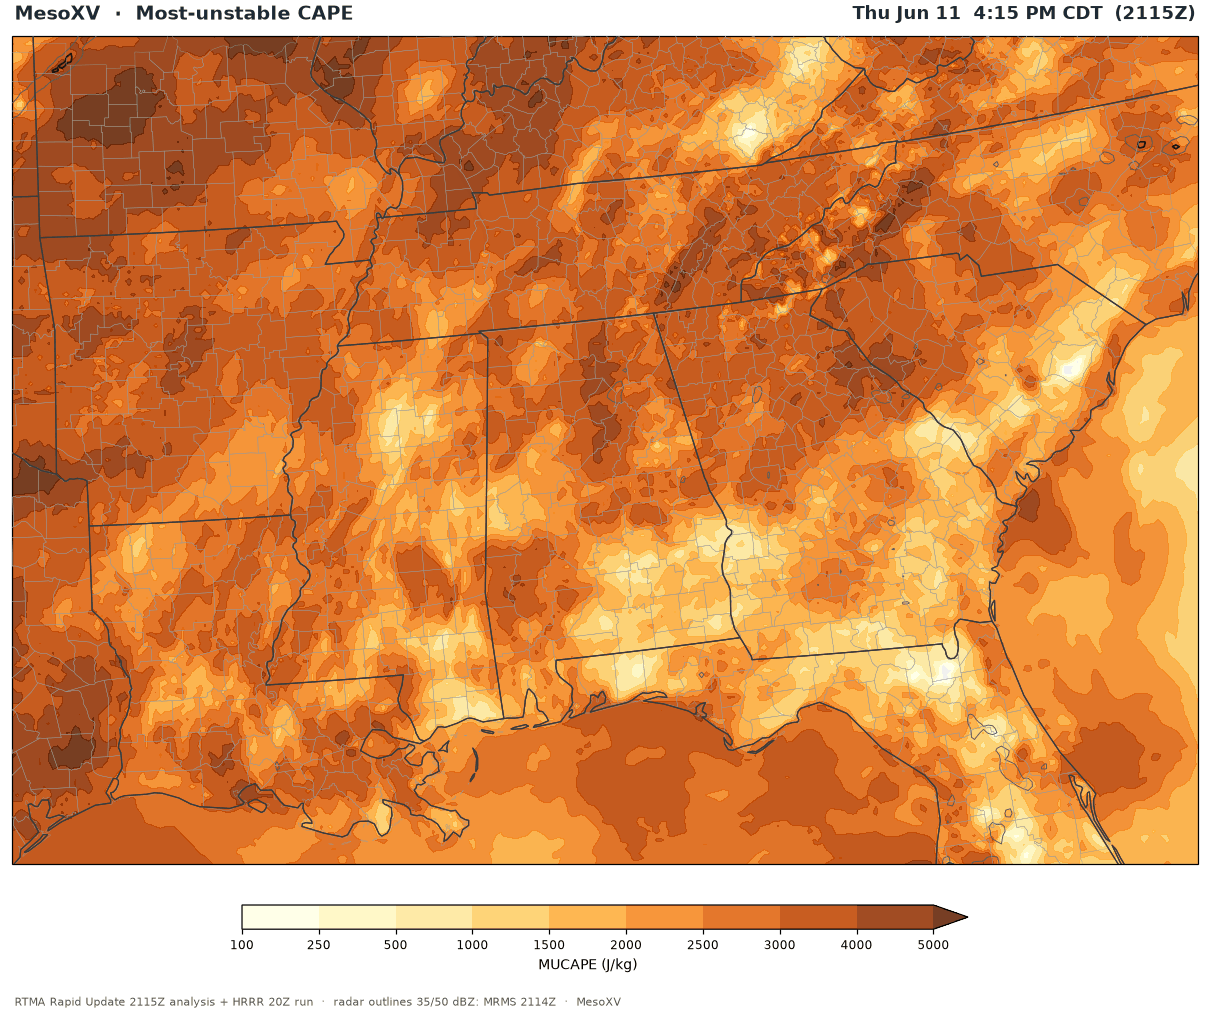 MesoXV · Most-unstable CAPE
Thu Jun 11 4:15 PM CDT (2115Z)
100 250 500 1000 1500 2000 2500 3000 4000 5000
MUCAPE (J/kg)
RTMA Rapid Update 2115Z analysis + HRRR 20Z run · radar outlines 35/50 dBZ: MRMS 2114Z · MesoXV